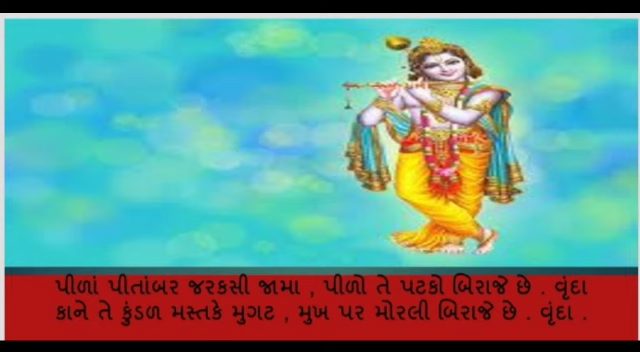 પીળાં પીતાંબર જરકસી જામા , પીળો તે પટકો બિરાજે છે . વૃંદા
કાને તે કુંડળ મસ્તકે મુગટ , મુખ પર મોરલી બિરાજે છે . વૃંદા .